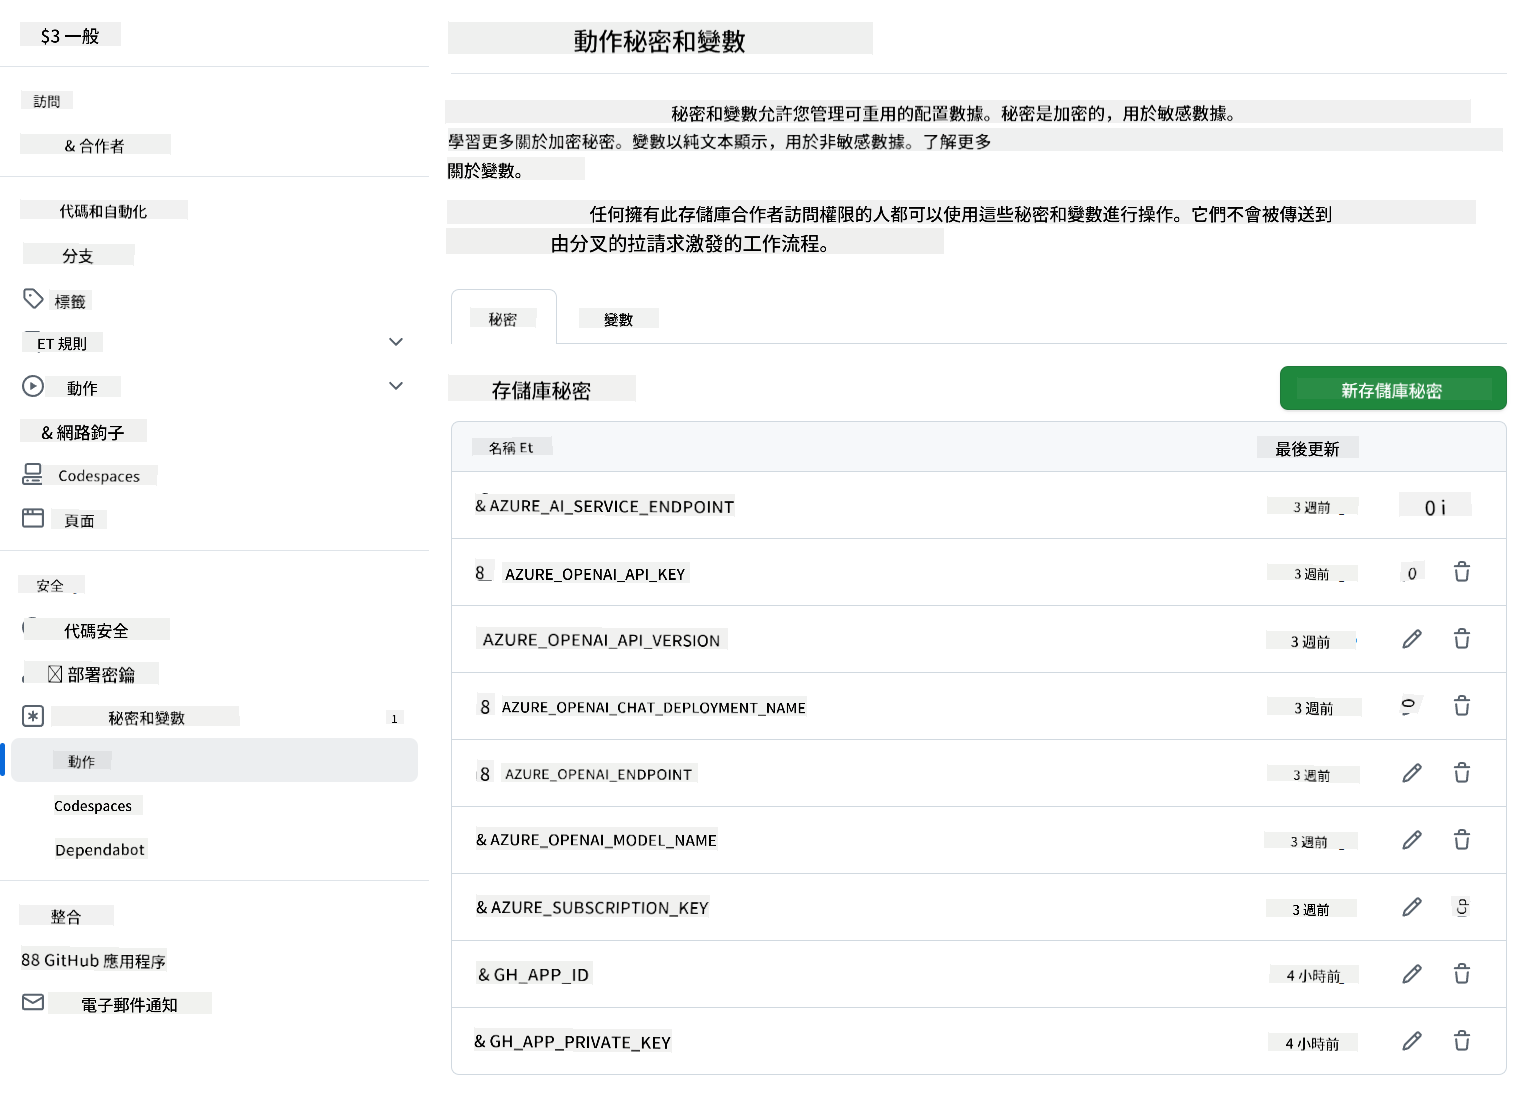 $3 一般
訪問
& 合作者
代碼和自動化
分支
標籤
ET 規則
動作
& 網路鉤子
Codespaces
頁面
安全
代碼安全
部署密鑰
秘密和變數 1
動作
Codespaces
Dependabot
整合
88 GitHub 應用程序
電子郵件通知
動作秘密和變數
秘密和變數允許您管理可重用的配置數據。秘密是加密的，用於敏感數據。
學習更多關於加密秘密。變數以純文本顯示，用於非敏感數據。了解更多
關於變數。
任何擁有此存儲庫合作者訪問權限的人都可以使用這些秘密和變數進行操作。它們不會被傳送到
由分叉的拉請求激發的工作流程。
秘密 變數
存儲庫秘密 新存儲庫秘密
名稱 Et 最後更新
& AZURE_AI_SERVICE_ENDPOINT 3 週前 _ 0 i
8_ AZURE_OPENAI_API_KEY 3 週前 _ 0
AZURE_OPENAI_API_VERSION 3 週前
8 AZURE_OPENAI_CHAT_DEPLOYMENT_NAME 3 週前 0
8 AZURE_OPENAI_ENDPOINT 3 週前
& AZURE_OPENAI_MODEL_NAME 3 週前 _
& AZURE_SUBSCRIPTION_KEY 3 週前
& GH_APP_ID 4 小時前_
& GH_APP_PRIVATE_KEY 4 小時前